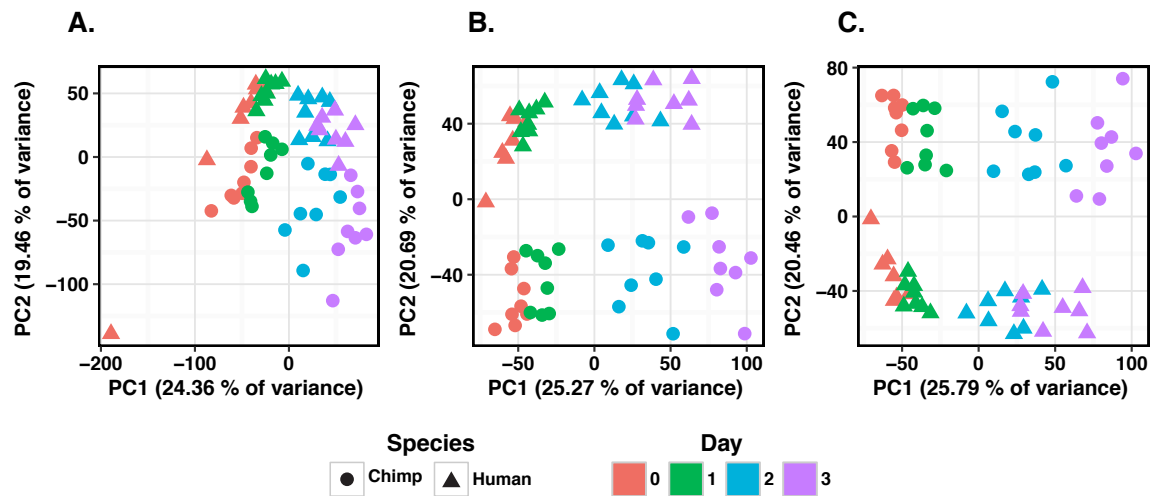 A.
B.
C.
PC2 (19.46 % of variance)
50
0
−50
−100
−200
−100
0
PC1 (24.36 % of variance)
PC2 (20.69 % of variance)
40
0
−40
−50
0
50
100
PC1 (25.27 % of variance)
PC2 (20.46 % of variance)
80
40
0
−40
−50
0
50
100
PC1 (25.79 % of variance)
Species
Chimp
Human
Day
0
1
2
3